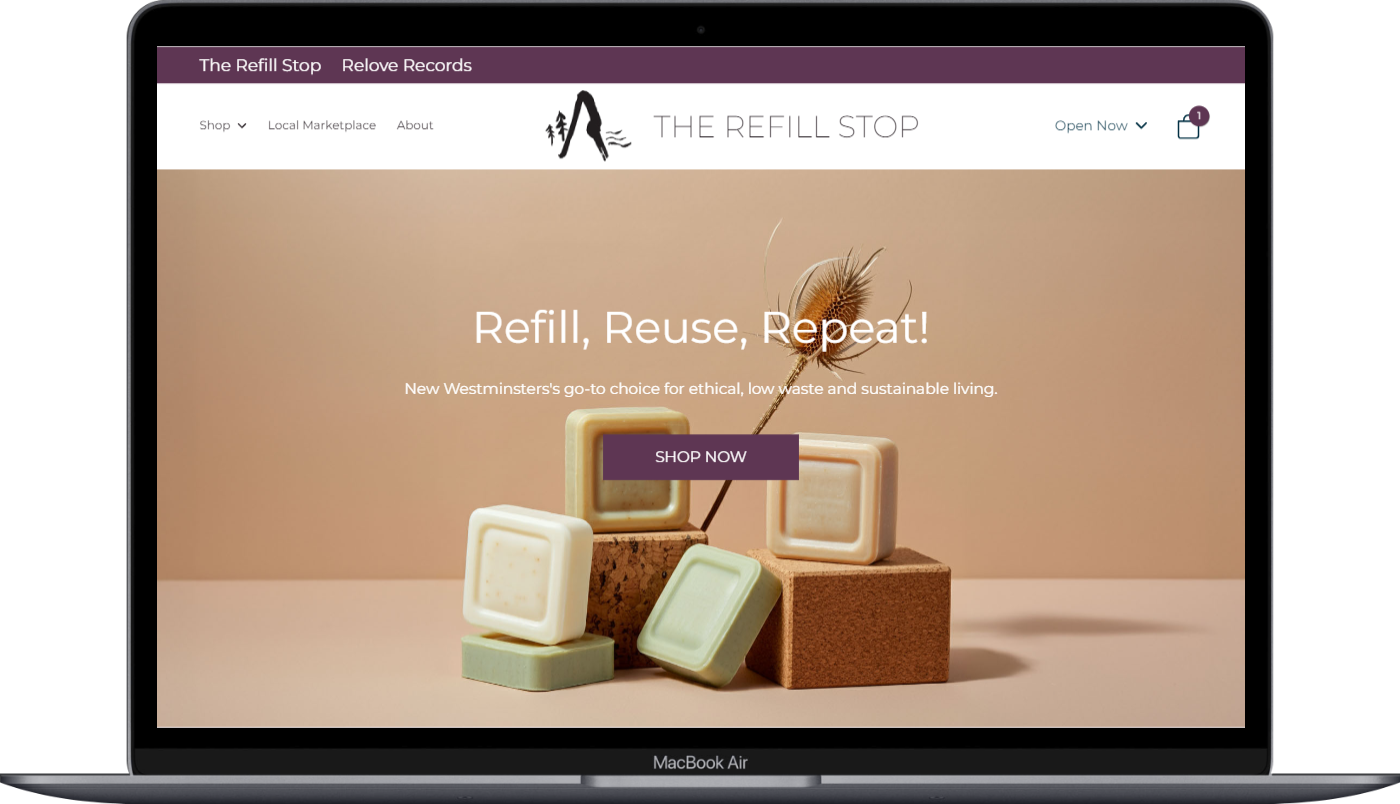 The Refill Stop Relove Records
Shop Local Marketplace About
THE REFILL STOP
Open Now
1
Refill, Reuse, Repeat!
New Westminsters's go-to choice for ethical, low waste and sustainable living.
SHOP NOW
MacBook Air